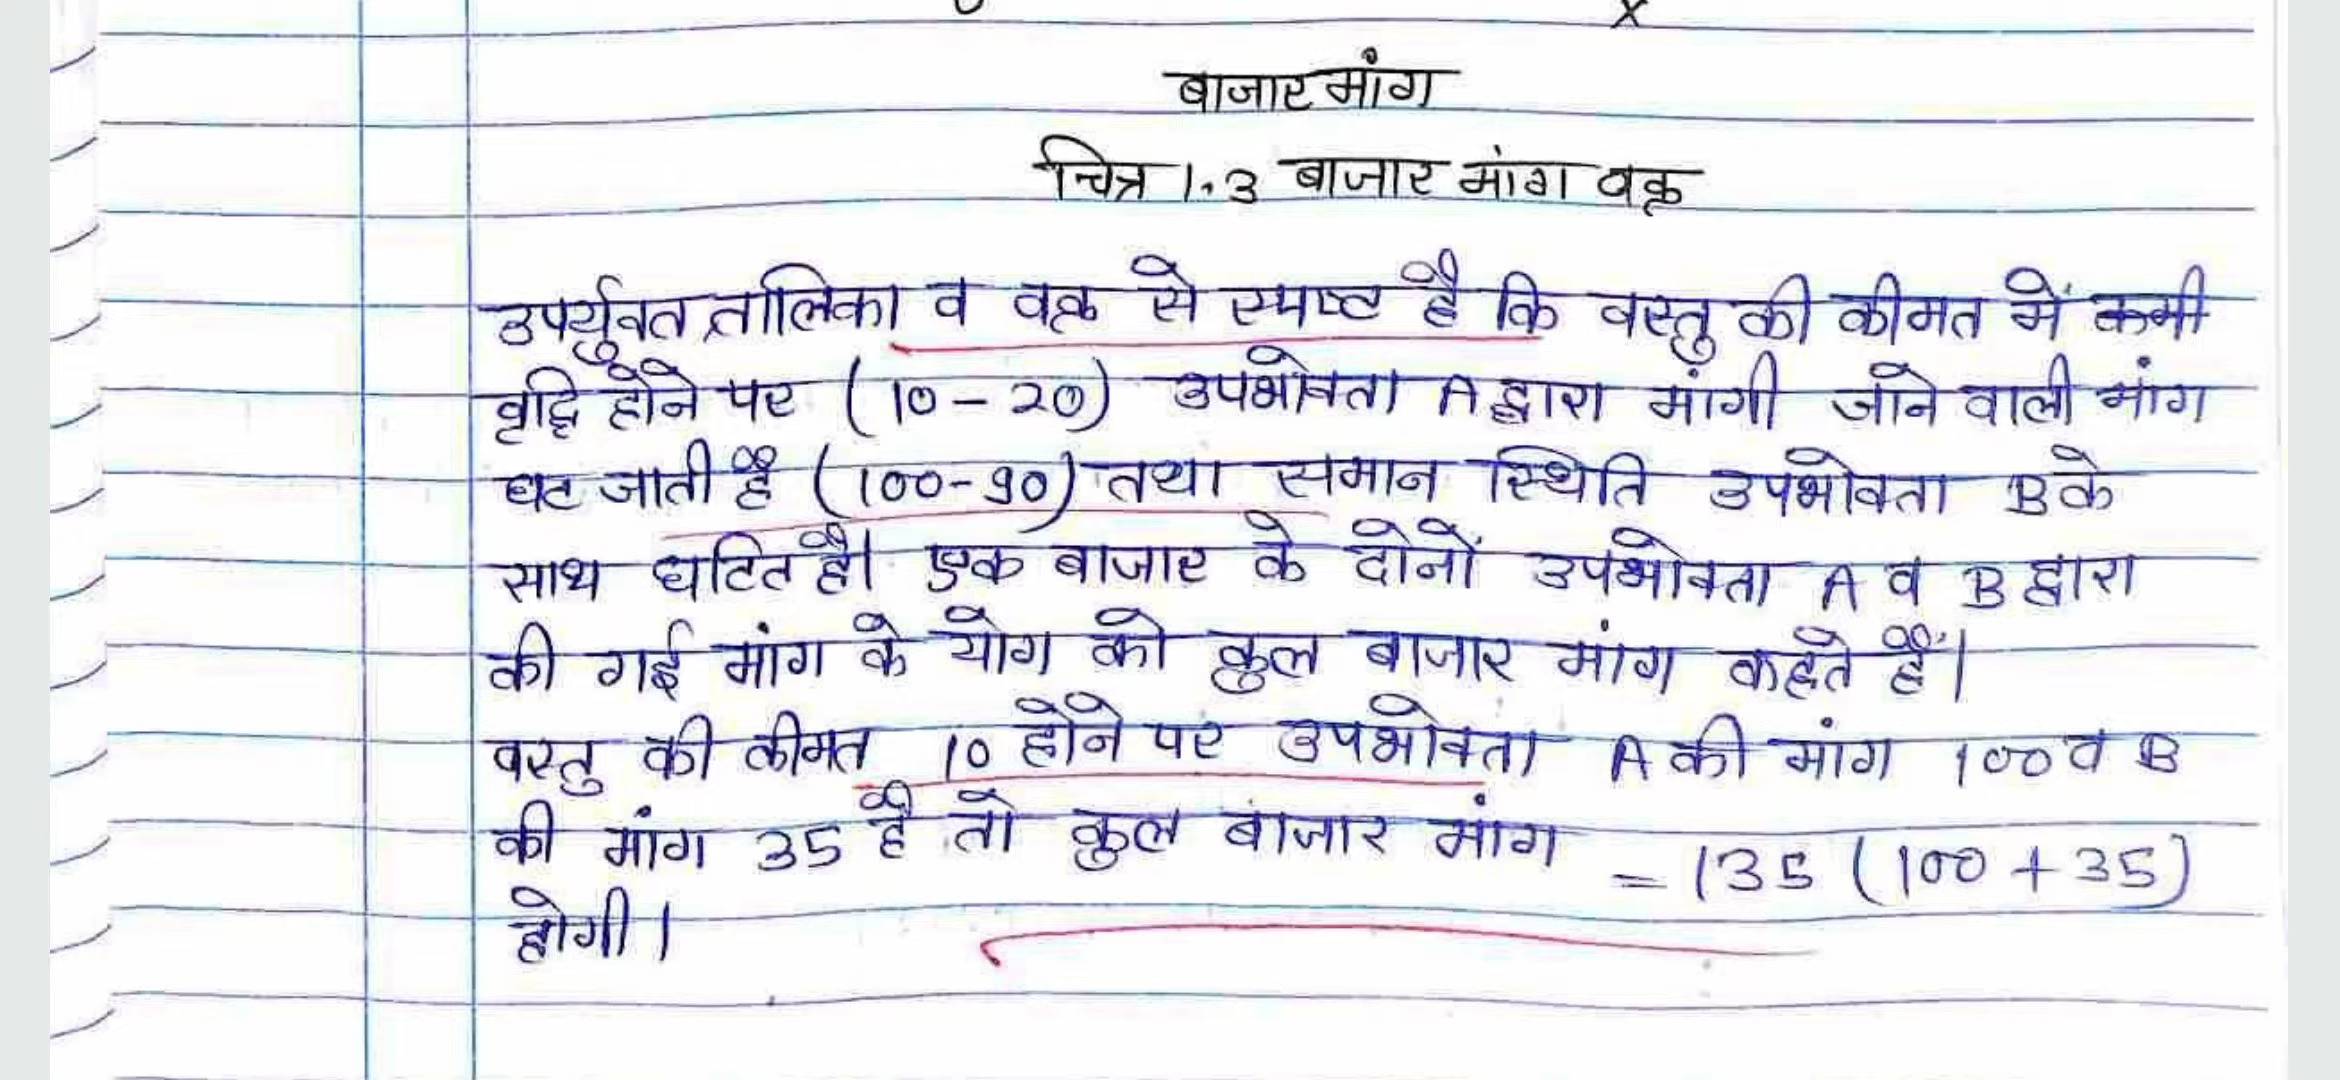 x
बाजार मांग
चित्र 1.3 बाजार मांग वक्र
उपर्युक्त तालिका व वक्र से स्पष्ट है कि वस्तु की कीमत में कमी
वृद्धि होने पर (10-20) उपभोक्ता A द्वारा मांगी जाने वाली मांग
घट जाती है (100-90) तथा समान स्थिति उपभोक्ता B के
साथ घटित है। एक बाजार के दोनों उपभोक्ता A व B द्वारा
की गई मांग के योग को कुल बाजार मांग कहते हैं।
वस्तु की कीमत 10 होने पर उपभोक्ता A की मांग 100 व B
की मांग 35 है तो कुल बाजार मांग = 135 (100 + 35)
होगी।